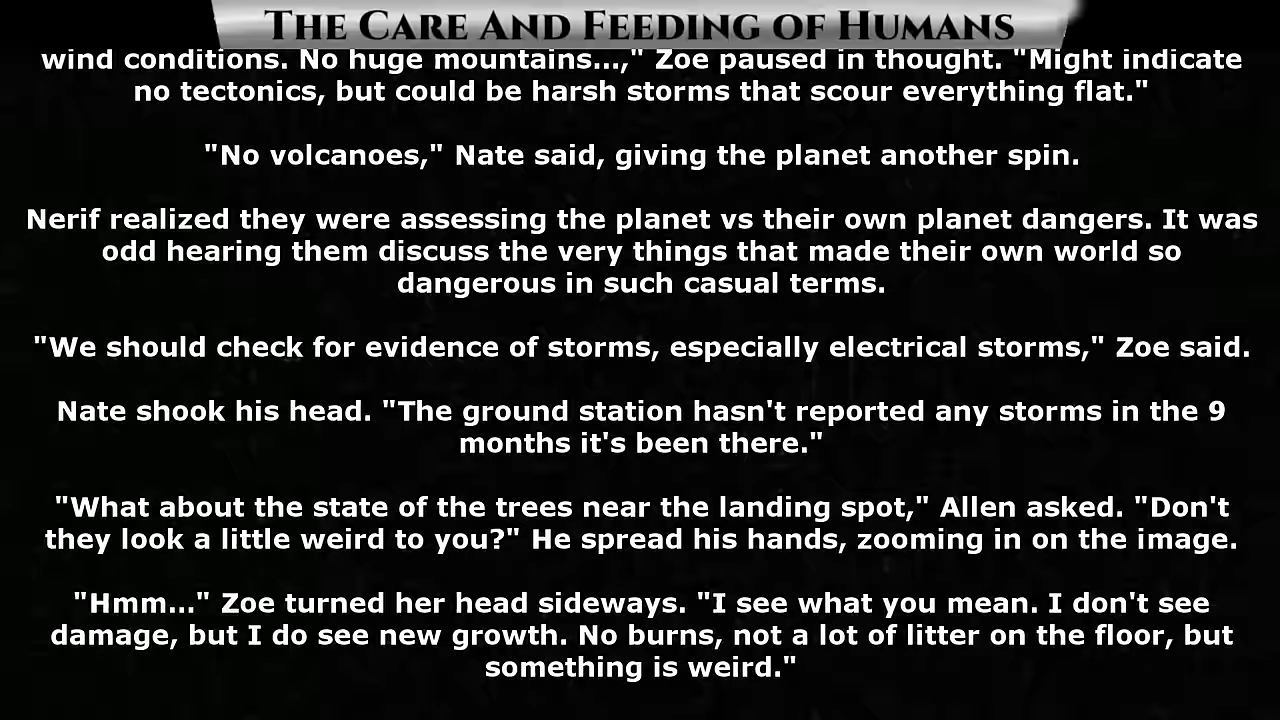 THE CARE AND FEEDING OF HUMANS
wind conditions. No huge mountains...," Zoe paused in thought. "Might indicate
no tectonics, but could be harsh storms that scour everything flat."
"No volcanoes," Nate said, giving the planet another spin.
Nerif realized they were assessing the planet vs their own planet dangers. It was
odd hearing them discuss the very things that made their own world so
dangerous in such casual terms.
"We should check for evidence of storms, especially electrical storms," Zoe said.
Nate shook his head. "The ground station hasn't reported any storms in the 9
months it's been there."
"What about the state of the trees near the landing spot," Allen asked. "Don't
they look a little weird to you?" He spread his hands, zooming in on the image.
"Hmm..." Zoe turned her head sideways. "I see what you mean. I don't see
damage, but I do see new growth. No burns, not a lot of litter on the floor, but
something is weird."